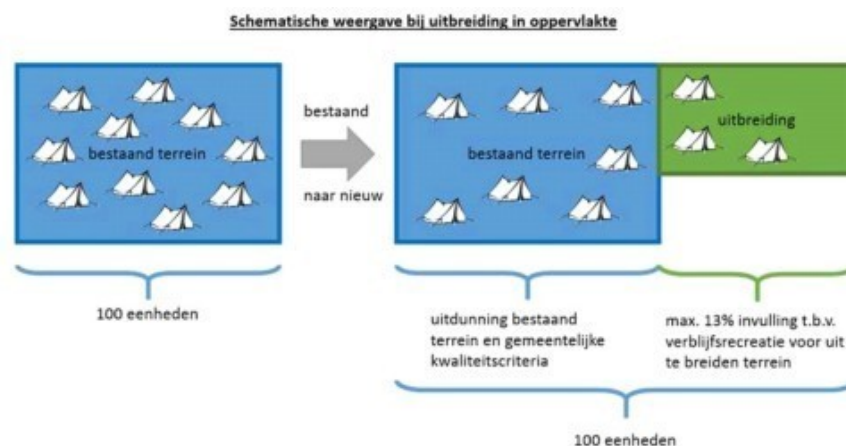 Schematische weergave bij uitbreiding in oppervlakte
bestaand terrein
bestaand
naar nieuw
bestaand terrein
uitbreiding
100 eenheden
uitdunning bestaand
terrein en gemeentelijke
kwaliteitscriteria
max. 13% invulling t.b.v.
verblijfsrecreatie voor uit
te breiden terrein
100 eenheden